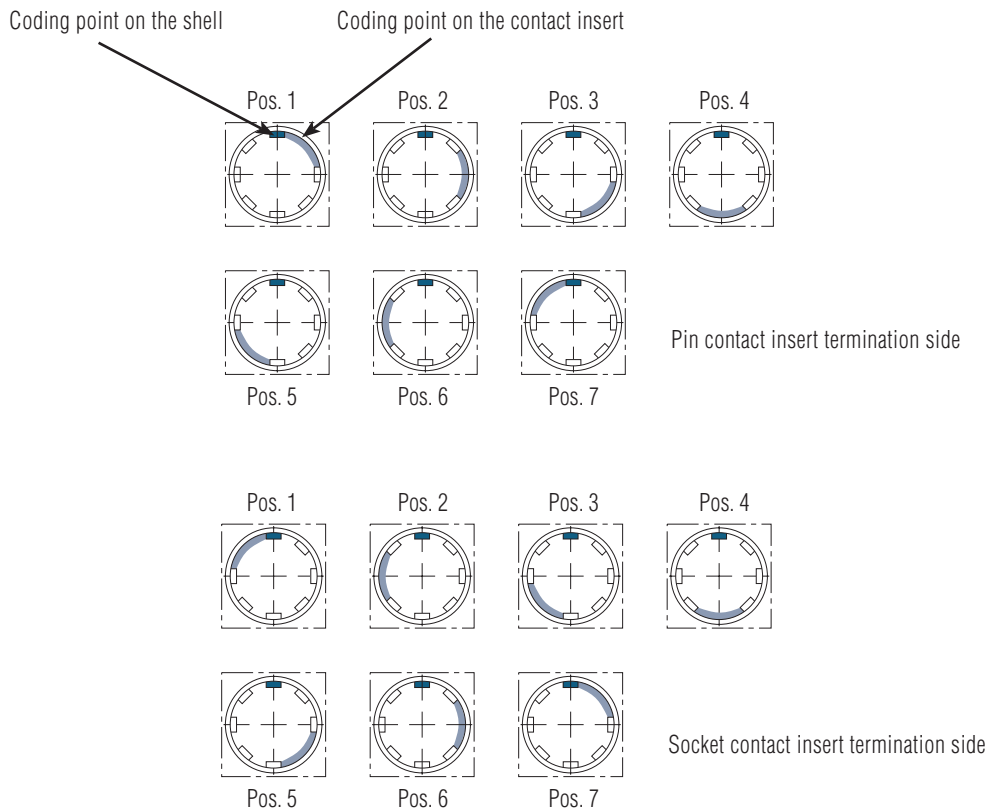 Coding point on the shell
Coding point on the contact insert
Pos. 1
Pos. 2
Pos. 3
Pos. 4
Pin contact insert termination side
Pos. 5
Pos. 6
Pos. 7
Pos. 1
Pos. 2
Pos. 3
Pos. 4
Socket contact insert termination side
Pos. 5
Pos. 6
Pos. 7